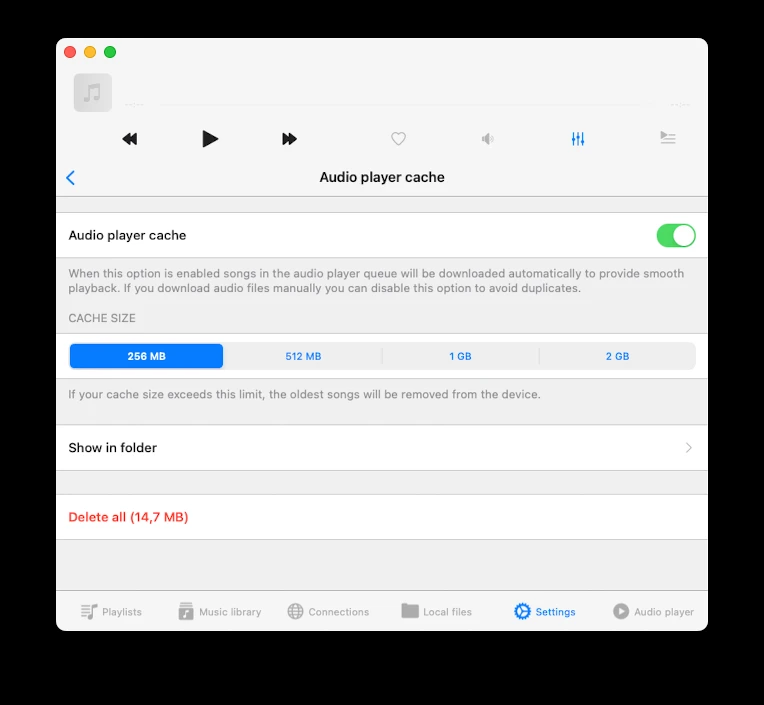 --:--
--:--
Audio player cache
Audio player cache
When this option is enabled songs in the audio player queue will be downloaded automatically to provide smooth
playback. If you download audio files manually you can disable this option to avoid duplicates.
CACHE SIZE
256 MB
512 MB
1 GB
2 GB
If your cache size exceeds this limit, the oldest songs will be removed from the device.
Show in folder
Delete all (14,7 MB)
Playlists
Music library
Connections
Local files
Settings
Audio player